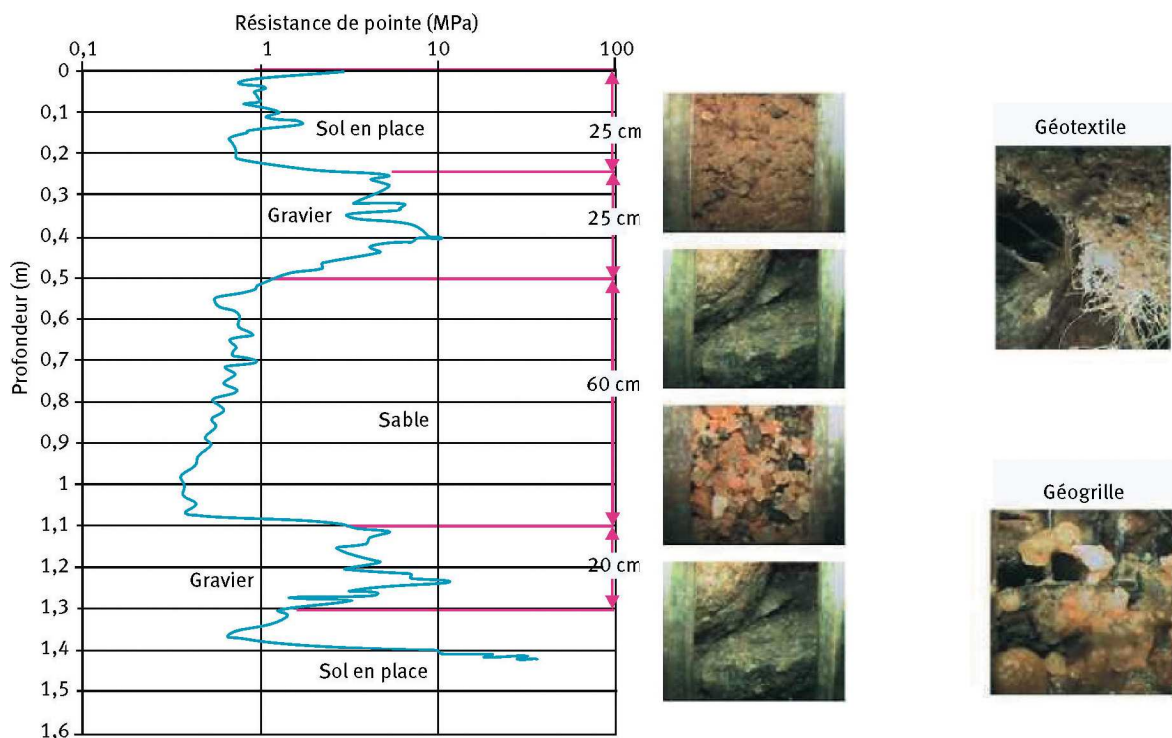 Résistance de pointe (MPa)
0,1 1 10 100
Profondeur (m)
0
0,1
0,2
0,3
0,4
0,5
0,6
0,7
0,8
0,9
1
1,1
1,2
1,3
1,4
1,5
1,6
Sol en place
25 cm
Gravier
25 cm
Sable
60 cm
Gravier
20 cm
Sol en place
Géotextile
Géogrille